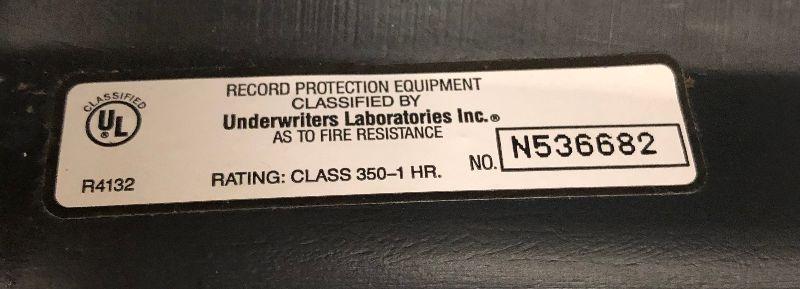 CLASSIFIED
UL
®
R4132
RECORD PROTECTION EQUIPMENT
CLASSIFIED BY
Underwriters Laboratories Inc.®
AS TO FIRE RESISTANCE
RATING: CLASS 350–1 HR.
NO. N536682